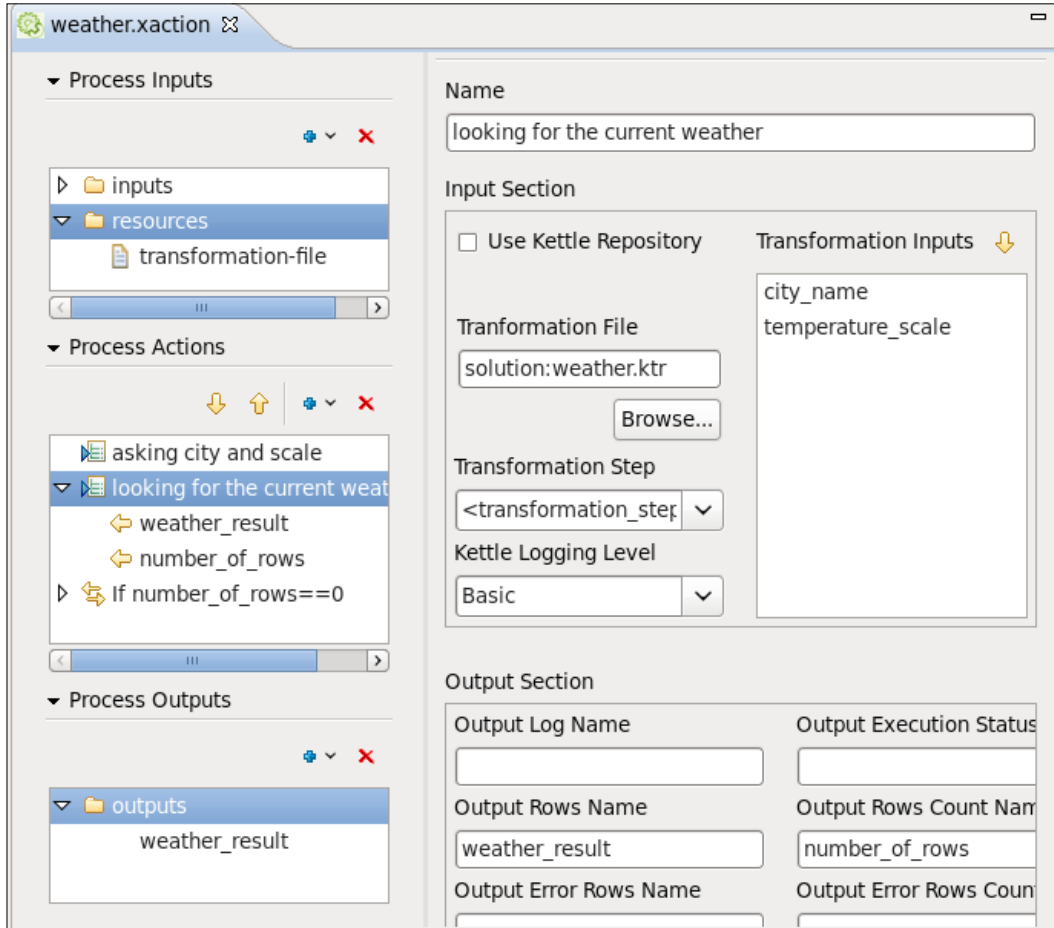 weather.xaction
Process Inputs
inputs
resources
transformation-file
Process Actions
asking city and scale
looking for the current weat
weather_result
number_of_rows
If number_of_rows==0
Process Outputs
outputs
weather_result
Name
looking for the current weather
Input Section
Use Kettle Repository
Transformation Inputs
city_name
temperature_scale
Tranformation File
solution:weather.ktr
Browse...
Transformation Step
<transformation_step
Kettle Logging Level
Basic
Output Section
Output Log Name
Output Execution Status
Output Rows Name
Output Rows Count Nam
weather_result
number_of_rows
Output Error Rows Name
Output Error Rows Coun